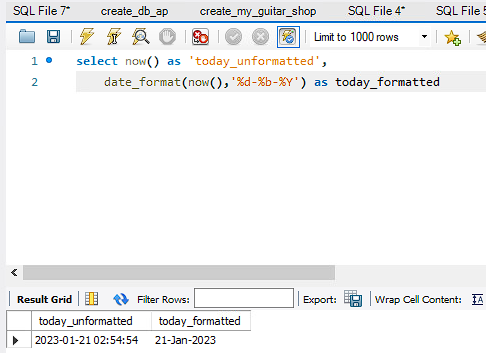 SQL File 7* create_db_ap create_my_guitar_shop SQL File 4* SQL File 5
Limit to 1000 rows
1 select now() as 'today_unformatted',
2 date_format(now(),'%d-%b-%Y') as today_formatted
Result Grid Filter Rows: Export: Wrap Cell Content: IA
today_unformatted today_formatted
2023-01-21 02:54:54 21-Jan-2023